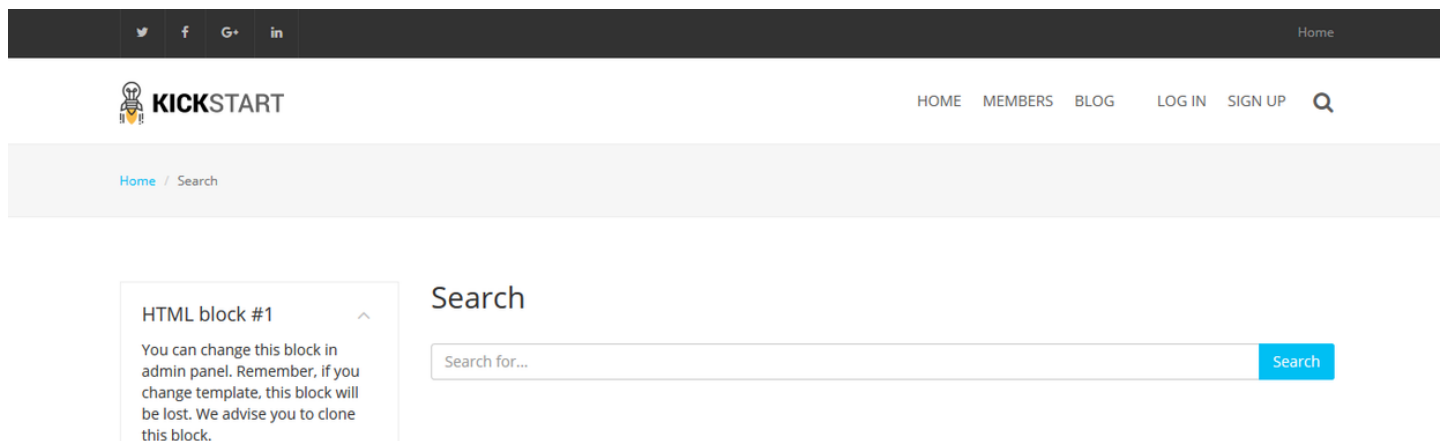 G+ in Home
KICKSTART HOME MEMBERS BLOG LOG IN SIGN UP
Home / Search
HTML block #1
You can change this block in
admin panel. Remember, if you
change template, this block will
be lost. We advise you to clone
this block.
Search
Search for... Search